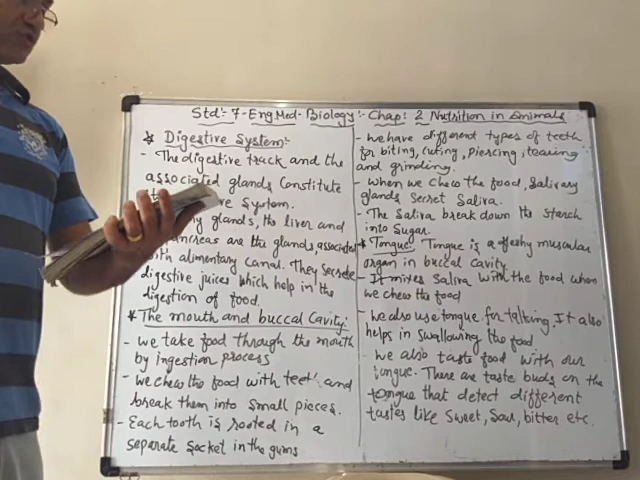 Std:- 7 - Eng.Med- Biology:- Chap: 2 Nutrition in Animals
* Digestive System:-
- The digestive track and the
associated glands constitute
System.
glands, the liver and
pancreas are the glands, associated
with alimentary canal. They secrete
digestive juices which help in the
digestion of food.
* The mouth and buccal cavity:
- we take food through the mouth
by ingestion process
- we chew the food with teeth and
break them into small pieces.
- Each tooth is rooted in a
separate socket in the gums
- we have different types of teeth
for biting, cuting, piercing, tearing
and grinding.
- when we chew the food, salivary
glands secret Saliva.
- The Saliva break down the starch
into Sugar.
* Tongue: Tongue is a fleshy muscular
organ in buccal cavity
- It mixes Saliva with the food when
we chew the food
- we also use tongue for talking. It also
helps in swallowing the food
- we also taste food with our
tongue. There are taste buds on the
tongue that detect different
tastes like Sweet, Sour, bitter etc.